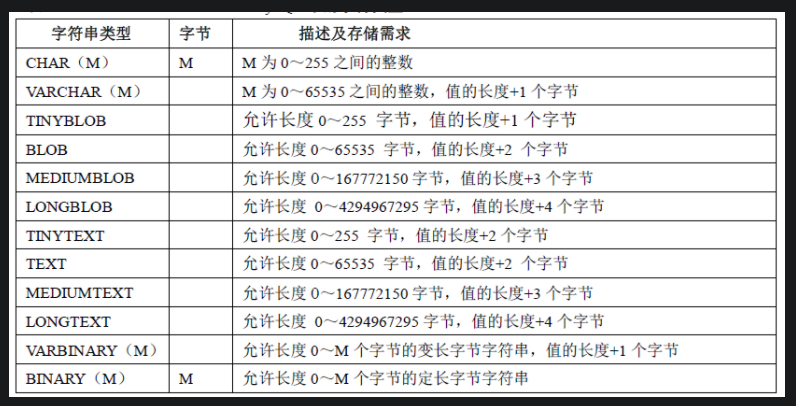 字符串类型 字节 描述及存储需求
CHAR（M） M M 为 0～255 之间的整数
VARCHAR（M） M 为 0～65535 之间的整数，值的长度+1 个字节
TINYBLOB 允许长度 0～255 字节，值的长度+1 个字节
BLOB 允许长度 0～65535 字节，值的长度+2 个字节
MEDIUMBLOB 允许长度 0～167772150 字节，值的长度+3 个字节
LONGBLOB 允许长度 0～4294967295 字节，值的长度+4 个字节
TINYTEXT 允许长度 0～255 字节，值的长度+2 个字节
TEXT 允许长度 0～65535 字节，值的长度+2 个字节
MEDIUMTEXT 允许长度 0～167772150 字节，值的长度+3 个字节
LONGTEXT 允许长度 0～4294967295 字节，值的长度+4 个字节
VARBINARY（M） 允许长度 0～M 个字节的变长字节字符串，值的长度+1 个字节
BINARY（M） M 允许长度 0～M 个字节的定长字节字符串